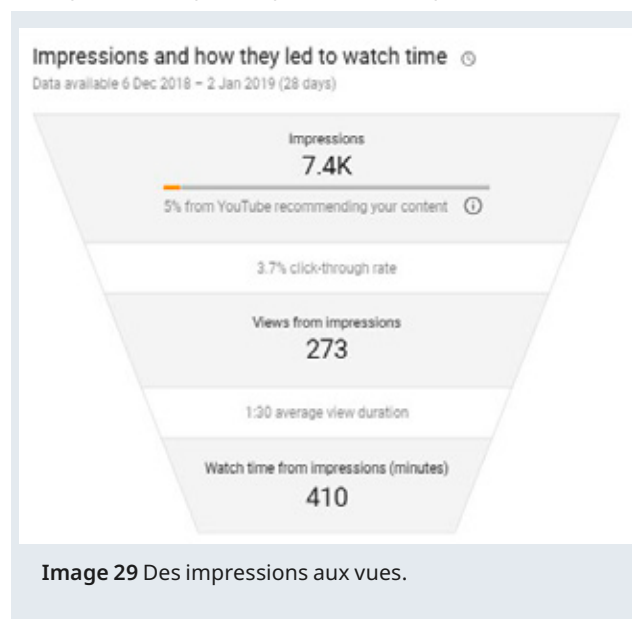 Impressions and how they led to watch time
Data available 6 Dec 2018 – 2 Jan 2019 (28 days)
Impressions
7.4K
5% from YouTube recommending your content
3.7% click-through rate
Views from impressions
273
1:30 average view duration
Watch time from impressions (minutes)
410
Image 29 Des impressions aux vues.